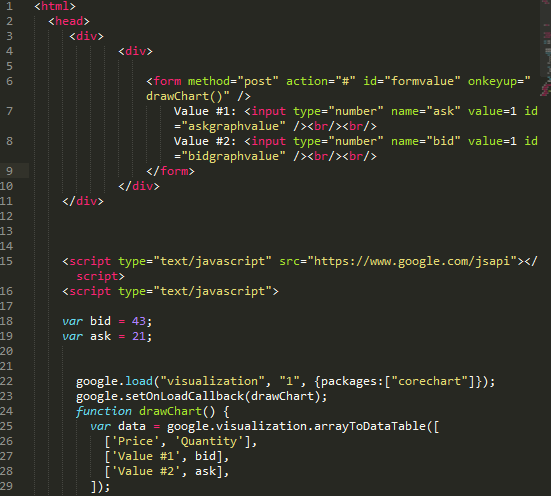 1 <html>
2 <head>
3 <div>
4 <div>
5
6 <form method="post" action="#" id="formvalue" onkeyup="
drawChart()" />
7 Value #1: <input type="number" name="ask" value=1 id
="askgraphvalue" /><br/><br/>
8 Value #2: <input type="number" name="bid" value=1 id
="bidgraphvalue" /><br/><br/>
9 </form>
10 </div>
11 </div>
12
13
14
15 <script type="text/javascript" src="https://www.google.com/jsapi"></
script>
16 <script type="text/javascript">
17
18 var bid = 43;
19 var ask = 21;
20
21
22 google.load("visualization", "1", {packages:["corechart"]});
23 google.setOnLoadCallback(drawChart);
24 function drawChart() {
25 var data = google.visualization.arrayToDataTable([
26 ['Price', 'Quantity'],
27 ['Value #1', bid],
28 ['Value #2', ask],
29 ]);